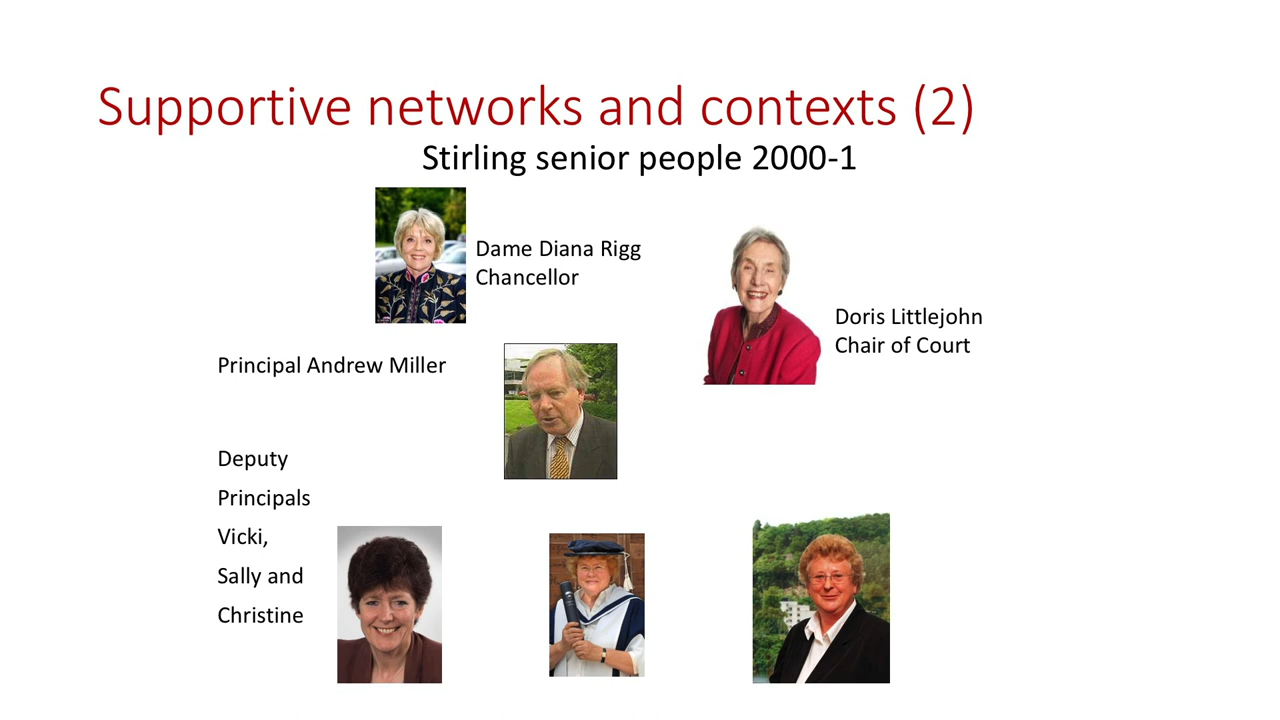 Supportive networks and contexts (2)
Stirling senior people 2000-1
Dame Diana Rigg
Chancellor
Doris Littlejohn
Chair of Court
Principal Andrew Miller
Deputy
Principals
Vicki,
Sally and
Christine